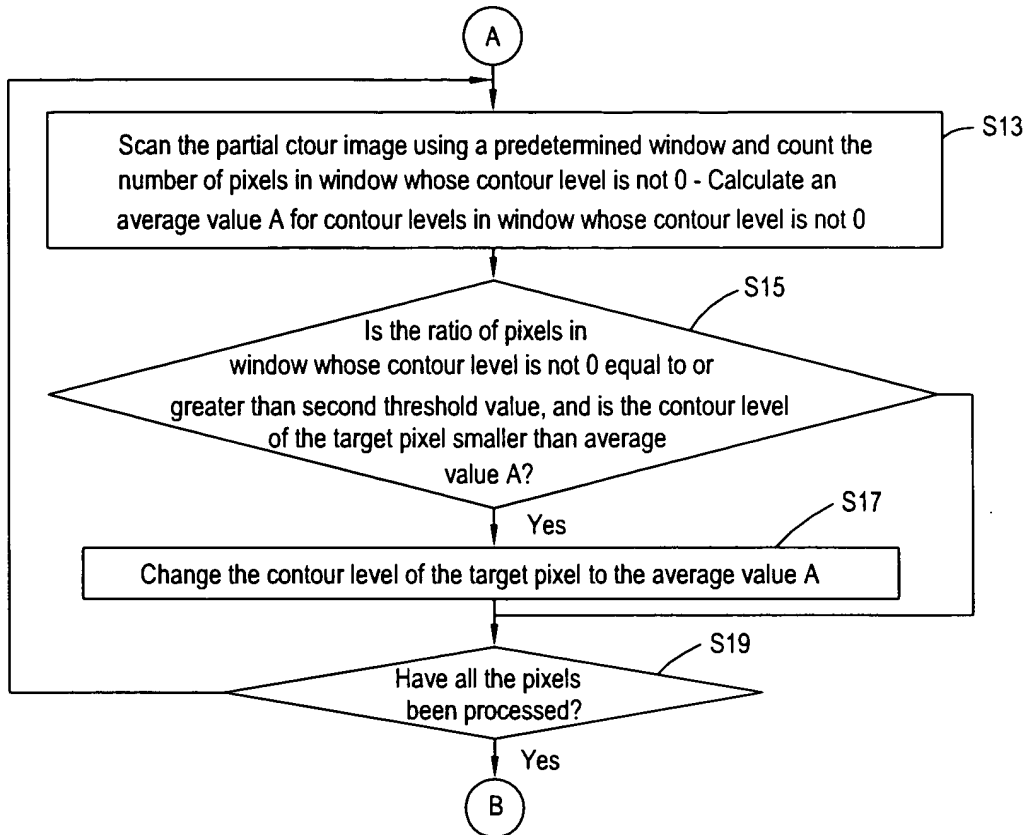 A
S13
Scan the partial ctour image using a predetermined window and count the
number of pixels in window whose contour level is not 0 - Calculate an
average value A for contour levels in window whose contour level is not 0
S15
Is the ratio of pixels in
window whose contour level is not 0 equal to or
greater than second threshold value, and is the contour level
of the target pixel smaller than average
value A?
Yes
S17
Change the contour level of the target pixel to the average value A
S19
Have all the pixels
been processed?
Yes
B